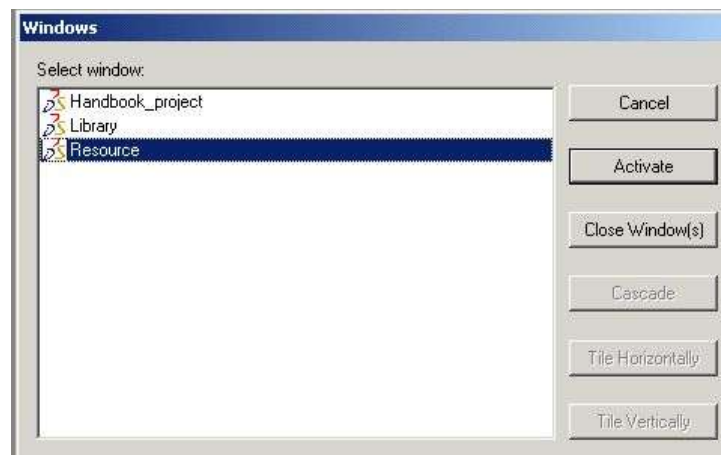 Windows
Select window:
Handbook_project
Library
Resource
Cancel
Activate
Close Window(s)
Cascade
Tile Horizontally
Tile Vertically